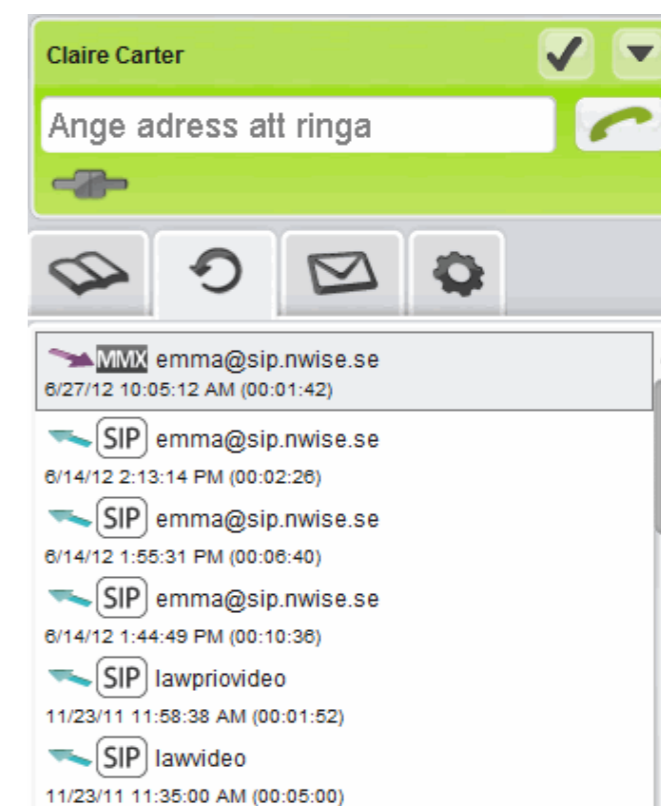 Claire Carter
Ange adress att ringa
MMX emma@sip.nwise.se
6/27/12 10:05:12 AM (00:01:42)
SIP emma@sip.nwise.se
6/14/12 2:13:14 PM (00:02:26)
SIP emma@sip.nwise.se
6/14/12 1:55:31 PM (00:06:40)
SIP emma@sip.nwise.se
6/14/12 1:44:49 PM (00:10:36)
SIP lawpriovideo
11/23/11 11:58:38 AM (00:01:52)
SIP lawvideo
11/23/11 11:35:00 AM (00:05:00)